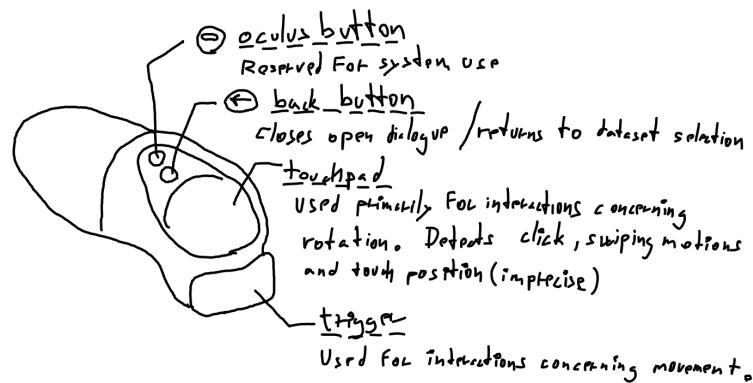 oculus button
Reserved For system use
back button
closes open dialogue / returns to dataset selection
touchpad
Used primarily For interactions concerning
rotation. Detects click, swiping motions
and touch position (imprecise)
trigger
Used for interactions concerning movement.